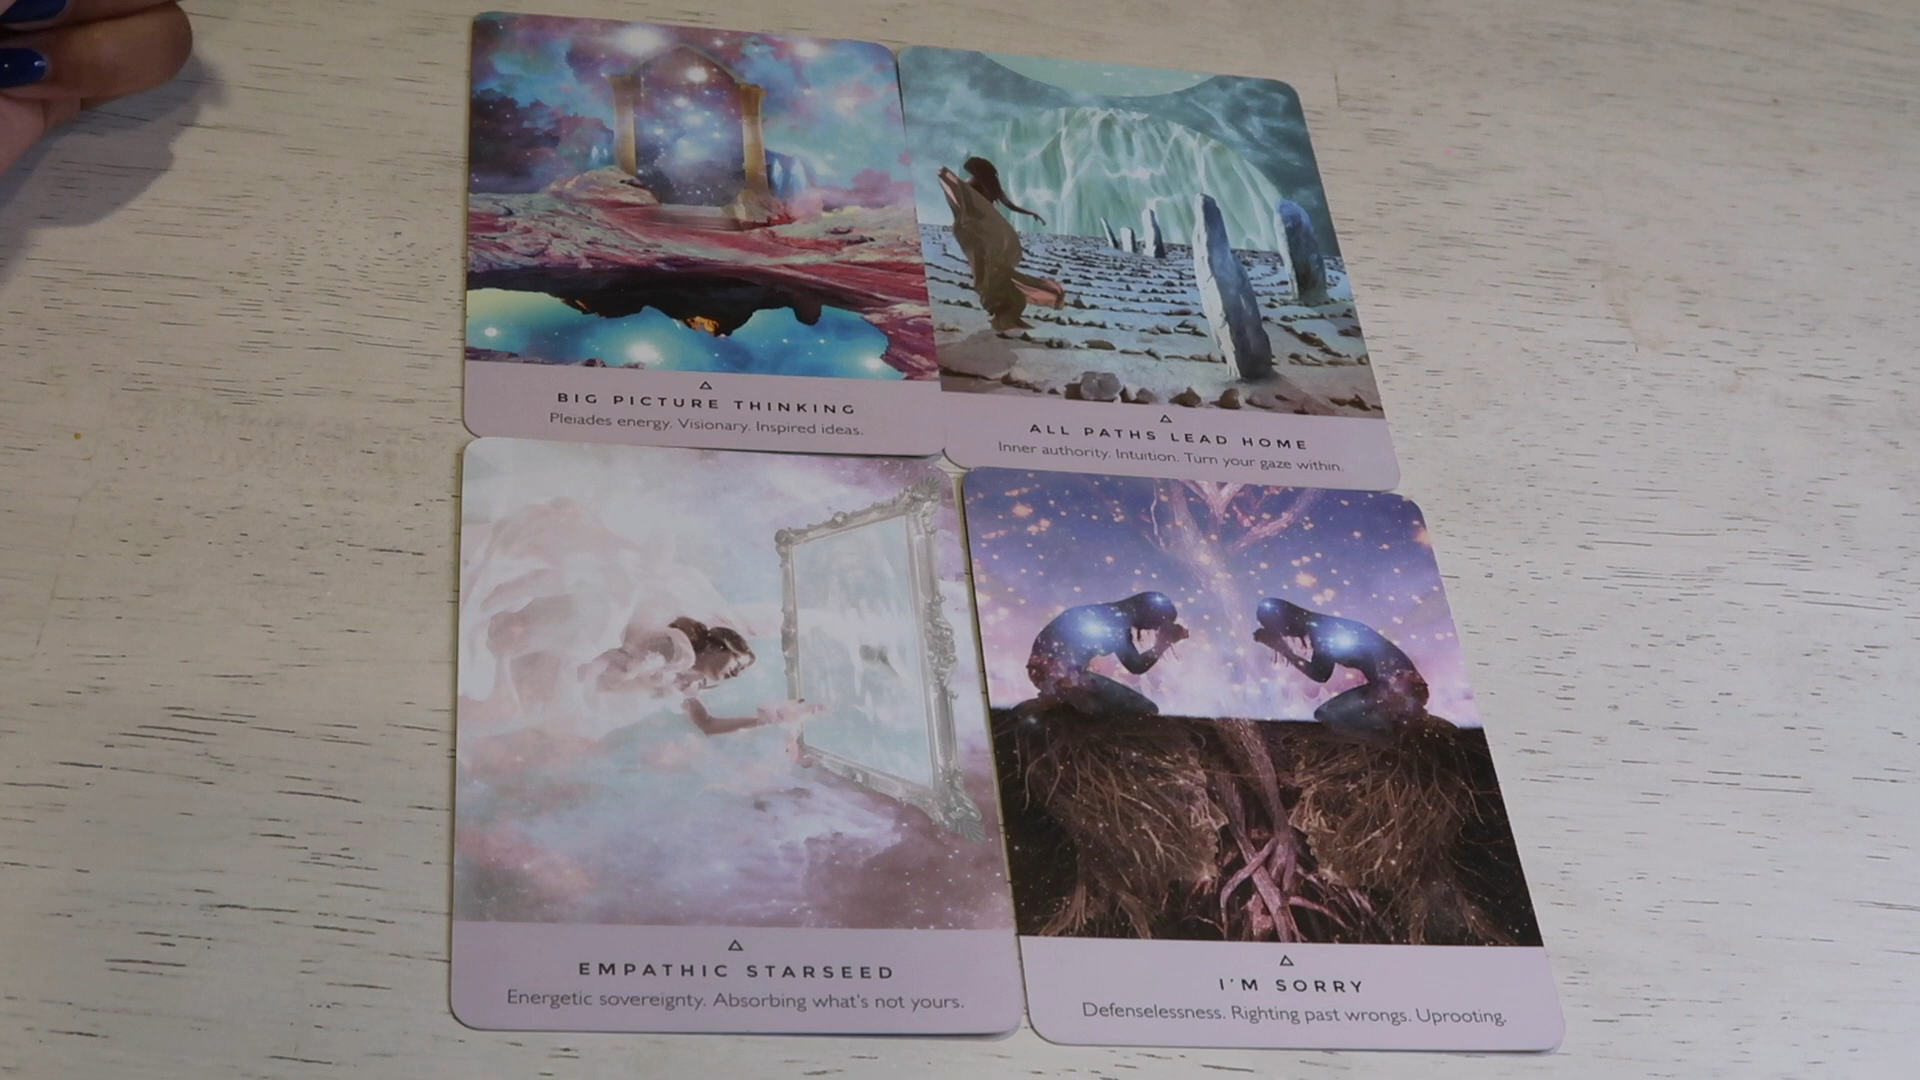 BIG PICTURE THINKING
Pleiades energy. Visionary. Inspired ideas.
ALL PATHS LEAD HOME
Inner authority. Intuition. Turn your gaze within.
EMPATHIC STARSEED
Energetic sovereignty. Absorbing what's not yours.
I'M SORRY
Defenselessness. Righting past wrongs. Uprooting.